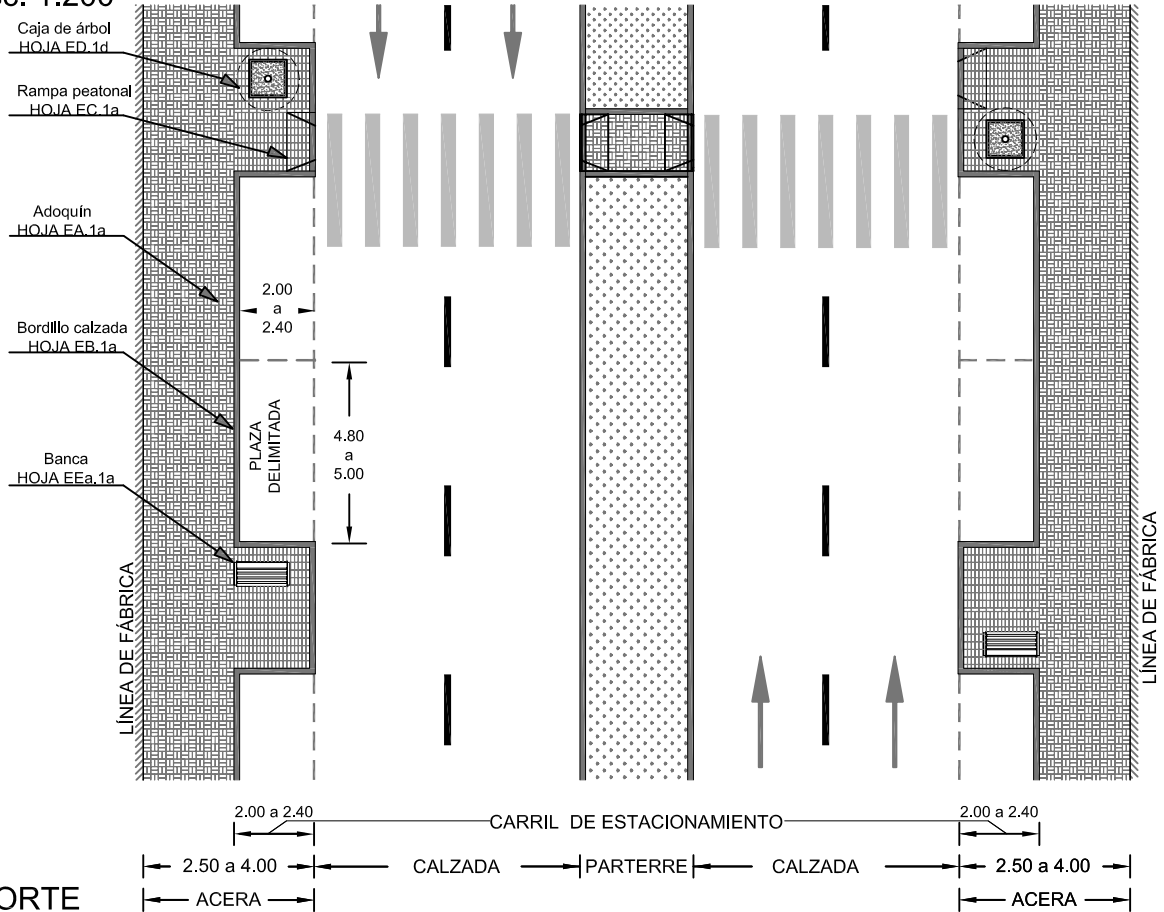 1:200
Caja de árbol
HOJA ED.1d
Rampa peatonal
HOJA EC.1a
Adoquín
HOJA EA.1a
Bordillo calzada
HOJA EB.1a
Banca
HOJA EEa.1a
2.00
a
2.40
PLAZA
DELIMITADA
4.80
a
5.00
LÍNEA DE FÁBRICA
LÍNEA DE FÁBRICA
2.00 a 2.40
CARRIL DE ESTACIONAMIENTO
2.00 a 2.40
2.50 a 4.00
CALZADA
PARTERRE
CALZADA
2.50 a 4.00
ORTE
ACERA
ACERA